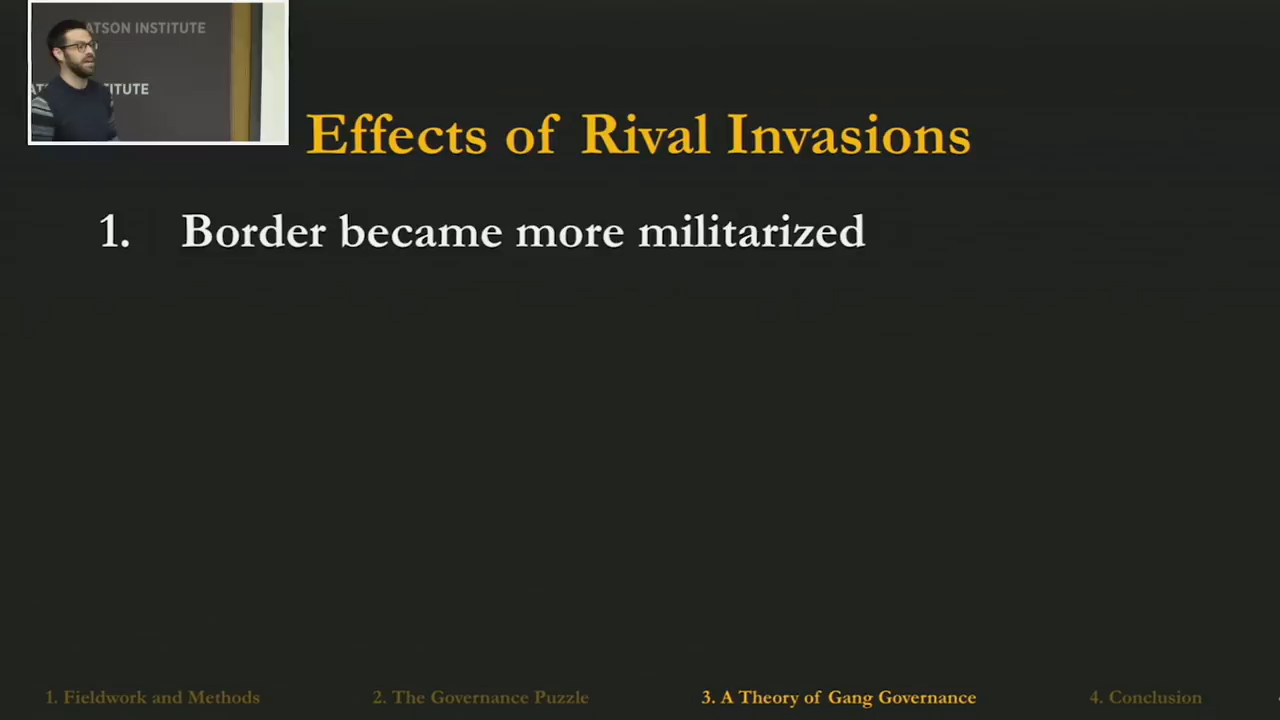 ATSON INSTITUTE
Effects of Rival Invasions
1. Border became more militarized
1. Fieldwork and Methods 2. The Governance Puzzle 3. A Theory of Gang Governance 4. Conclusion